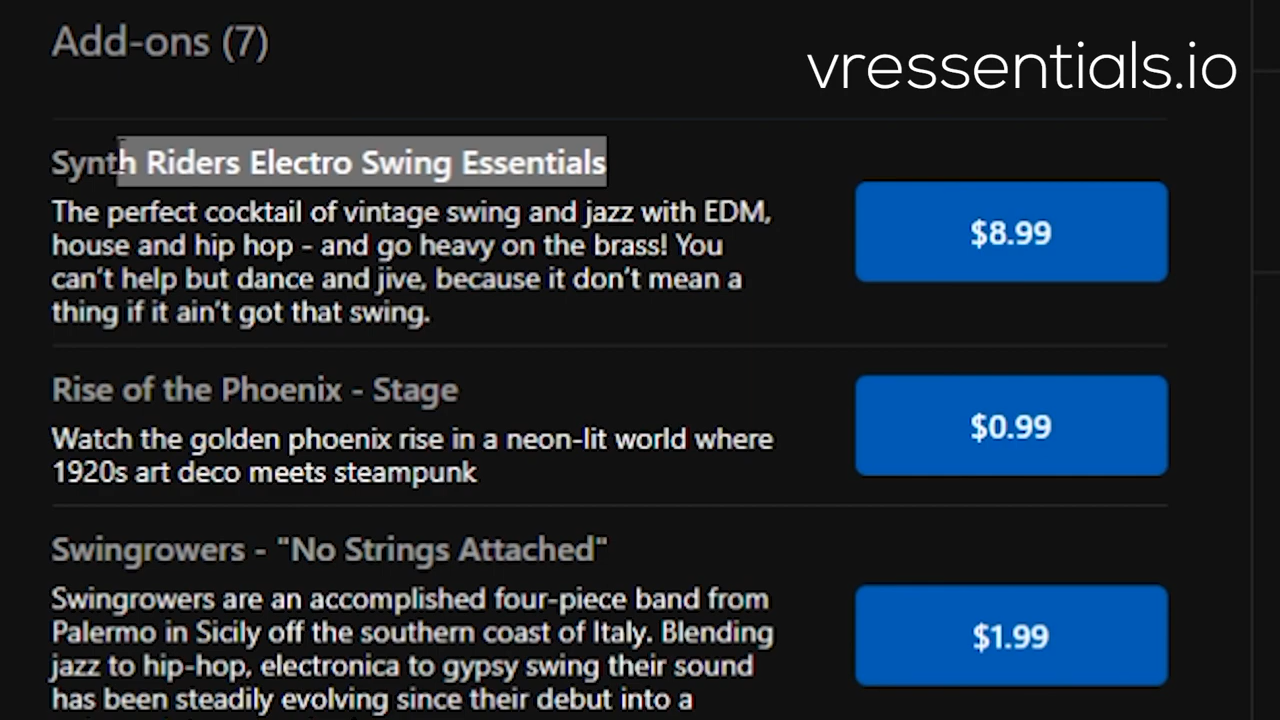 Add-ons (7)
vressentials.io
Synth Riders Electro Swing Essentials
The perfect cocktail of vintage swing and jazz with EDM,
house and hip hop - and go heavy on the brass! You
can't help but dance and jive, because it don't mean a
thing if it ain't got that swing.
$8.99
Rise of the Phoenix - Stage
Watch the golden phoenix rise in a neon-lit world where
1920s art deco meets steampunk
$0.99
Swingrowers - "No Strings Attached"
Swingrowers are an accomplished four-piece band from
Palermo in Sicily off the southern coast of Italy. Blending
jazz to hip-hop, electronica to gypsy swing their sound
has been steadily evolving since their debut into a
$1.99